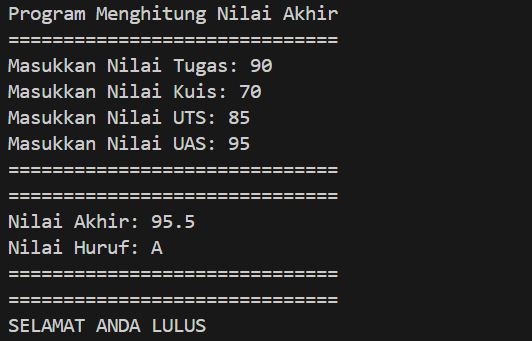 Program Menghitung Nilai Akhir
==============================
Masukkan Nilai Tugas: 90
Masukkan Nilai Kuis: 70
Masukkan Nilai UTS: 85
Masukkan Nilai UAS: 95
==============================
==============================
Nilai Akhir: 95.5
Nilai Huruf: A
==============================
==============================
SELAMAT ANDA LULUS